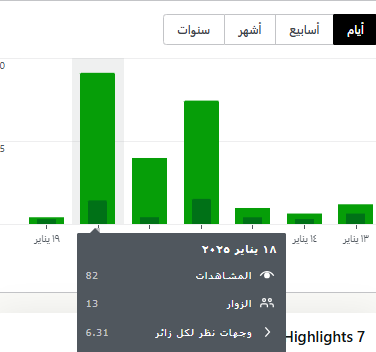 أيام
أسابيع
أشهر
سنوات
0
5
١٣ يناير
١٤ يناير
١٩ يناير
١٨ يناير ٢٠٢٥
المشاهدات 82
الزوار 13
وجهات نظر لكل زائر 6.31
Highlights 7